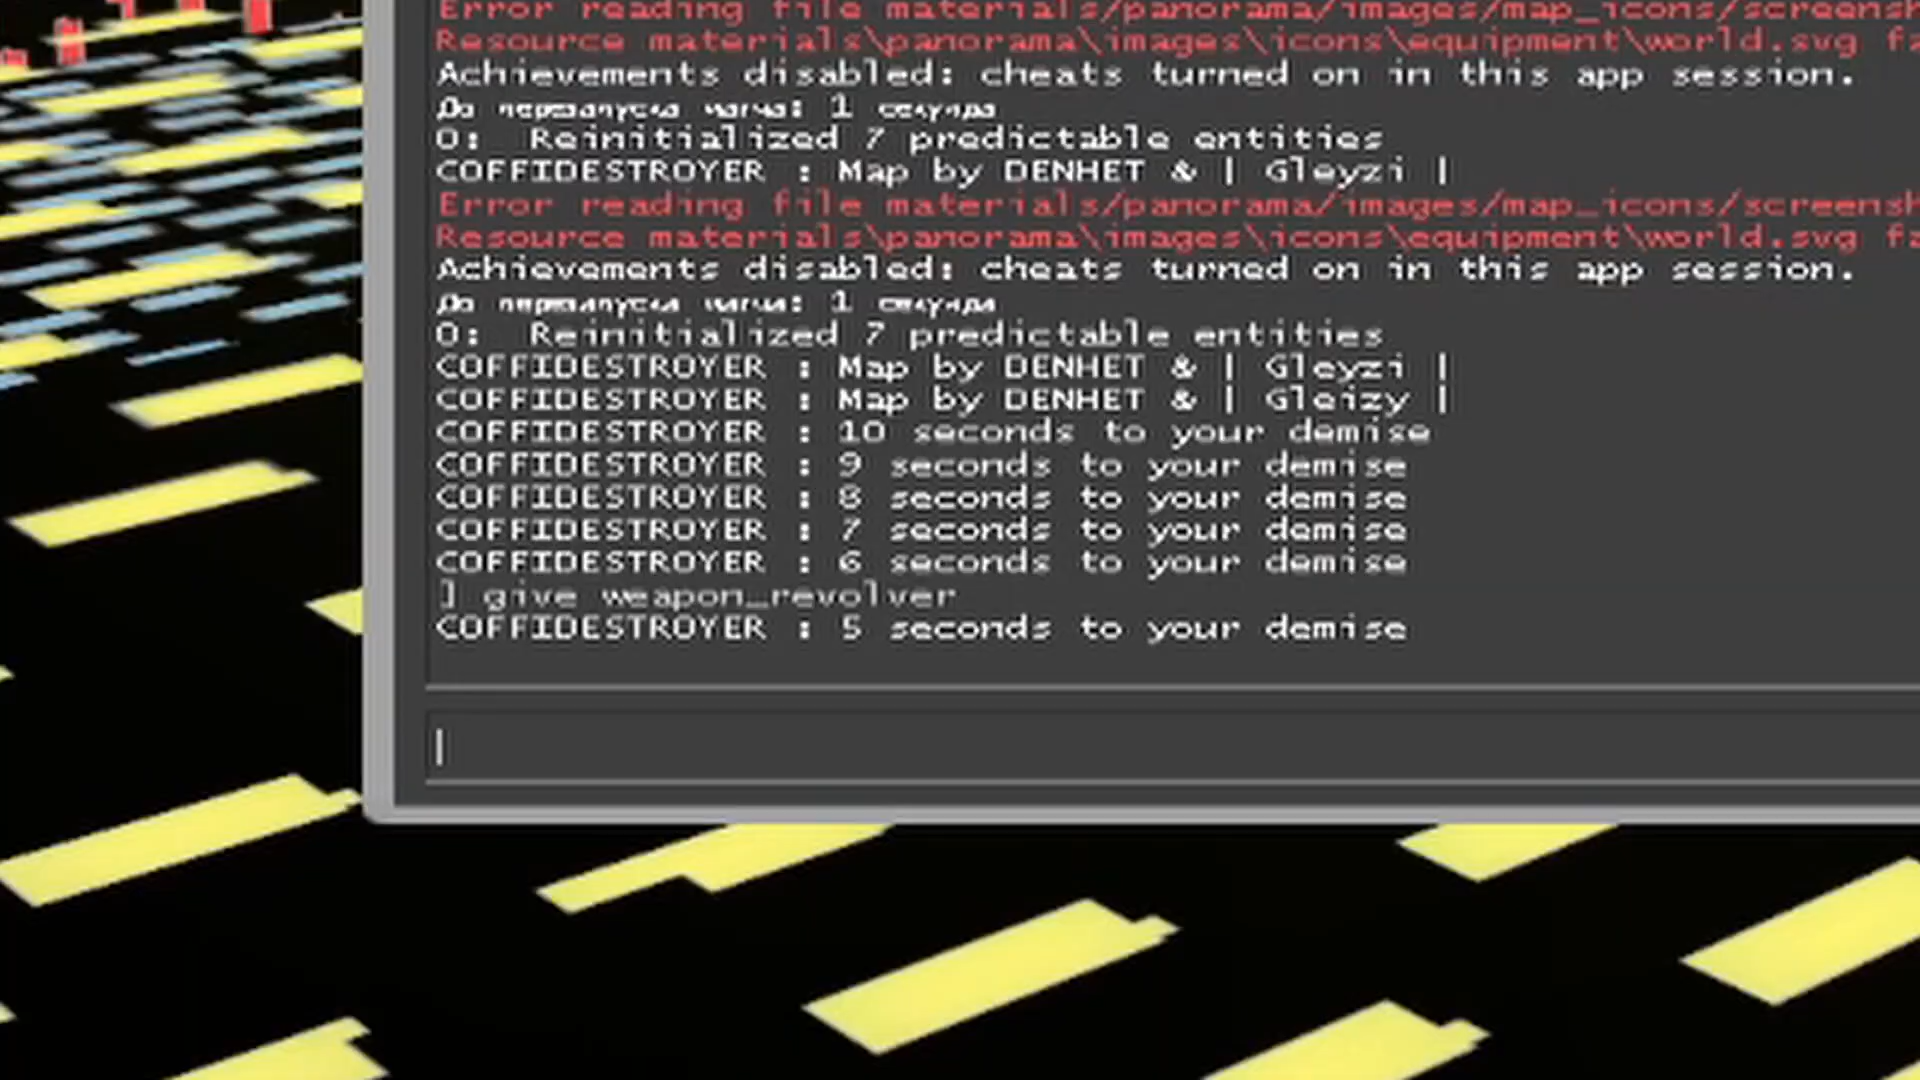 Error reading file materials/panorama/images/map_icons/screensh
Resource materials\panorama\images\icons\equipment\world.svg fa
Achievements disabled: cheats turned on in this app session.
До перезапуска матча: 1 секунда
0: Reinitialized 7 predictable entities
COFFIDESTROYER : Map by DENHET & | Gleyzi |
Error reading file materials/panorama/images/map_icons/screensh
Resource materials\panorama\images\icons\equipment\world.svg fa
Achievements disabled: cheats turned on in this app session.
До перезапуска матча: 1 секунда
0: Reinitialized 7 predictable entities
COFFIDESTROYER : Map by DENHET & | Gleyzi |
COFFIDESTROYER : Map by DENHET & | Gleizy |
COFFIDESTROYER : 10 seconds to your demise
COFFIDESTROYER : 9 seconds to your demise
COFFIDESTROYER : 8 seconds to your demise
COFFIDESTROYER : 7 seconds to your demise
COFFIDESTROYER : 6 seconds to your demise
] give weapon_revolver
COFFIDESTROYER : 5 seconds to your demise